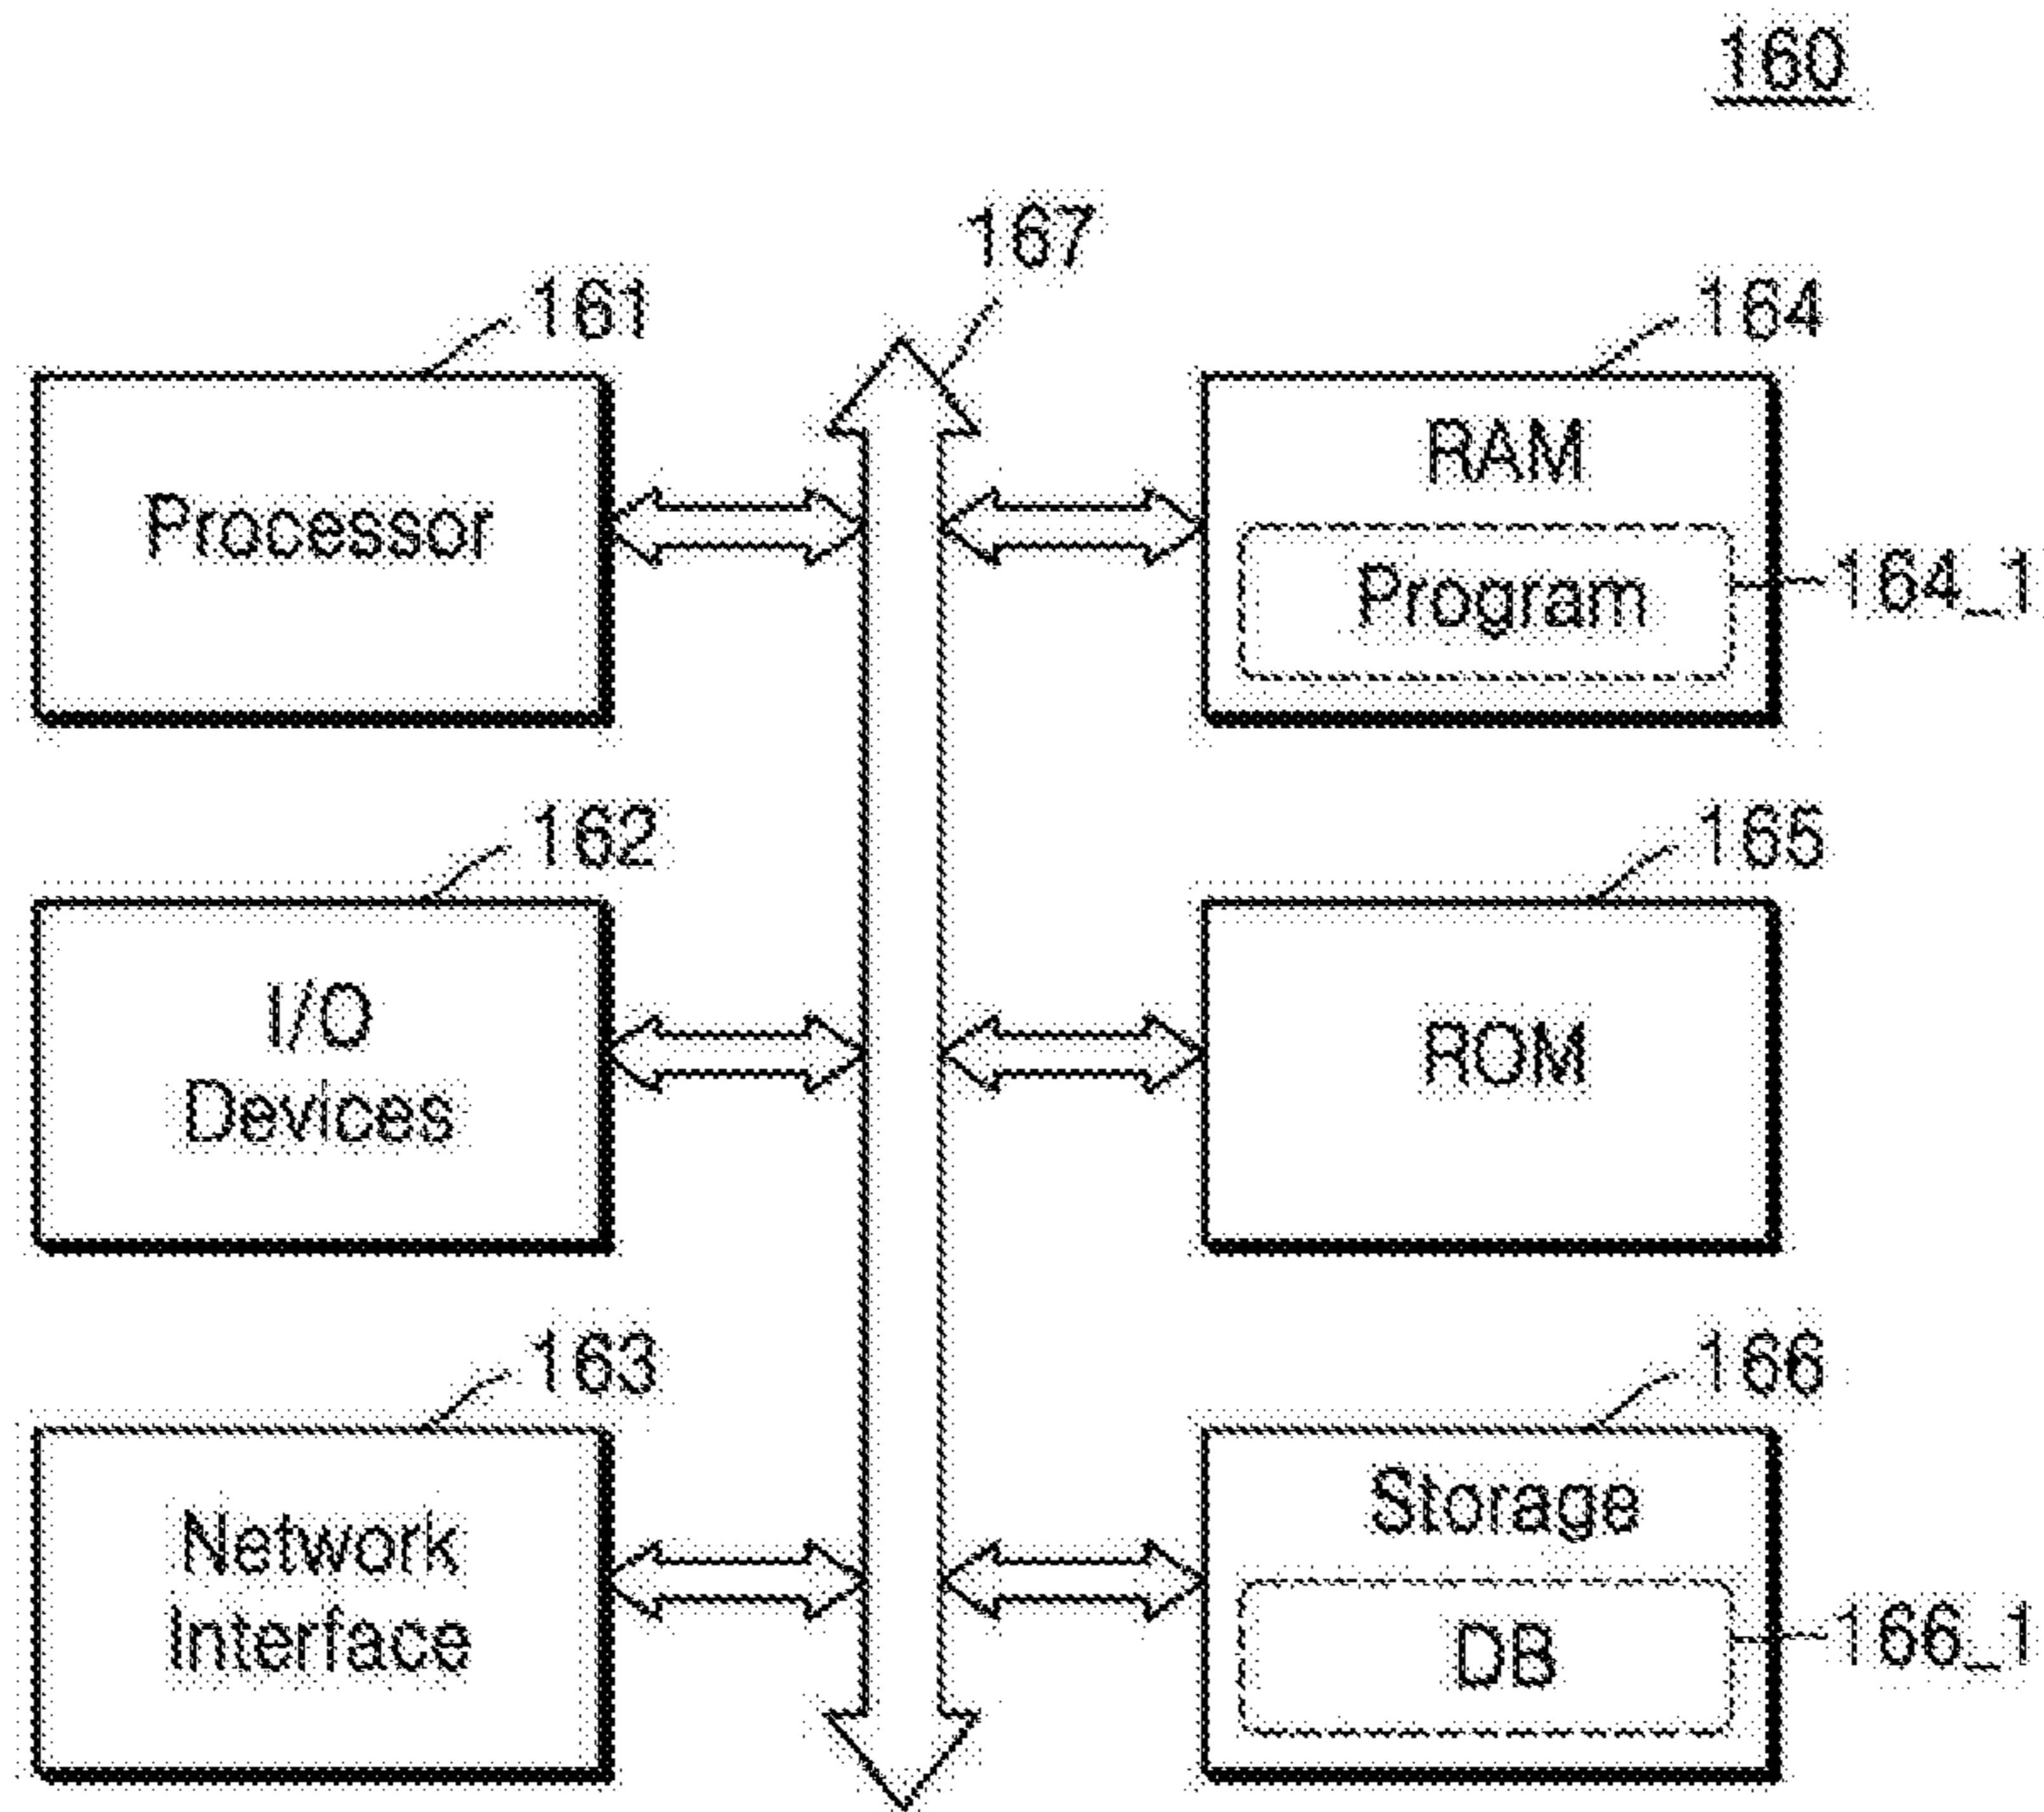 160
167
161
164
Processor
RAM
Program
164_1
162
165
I/O
Devices
ROM
163
166
Network
Interface
Storage
DB
166_1